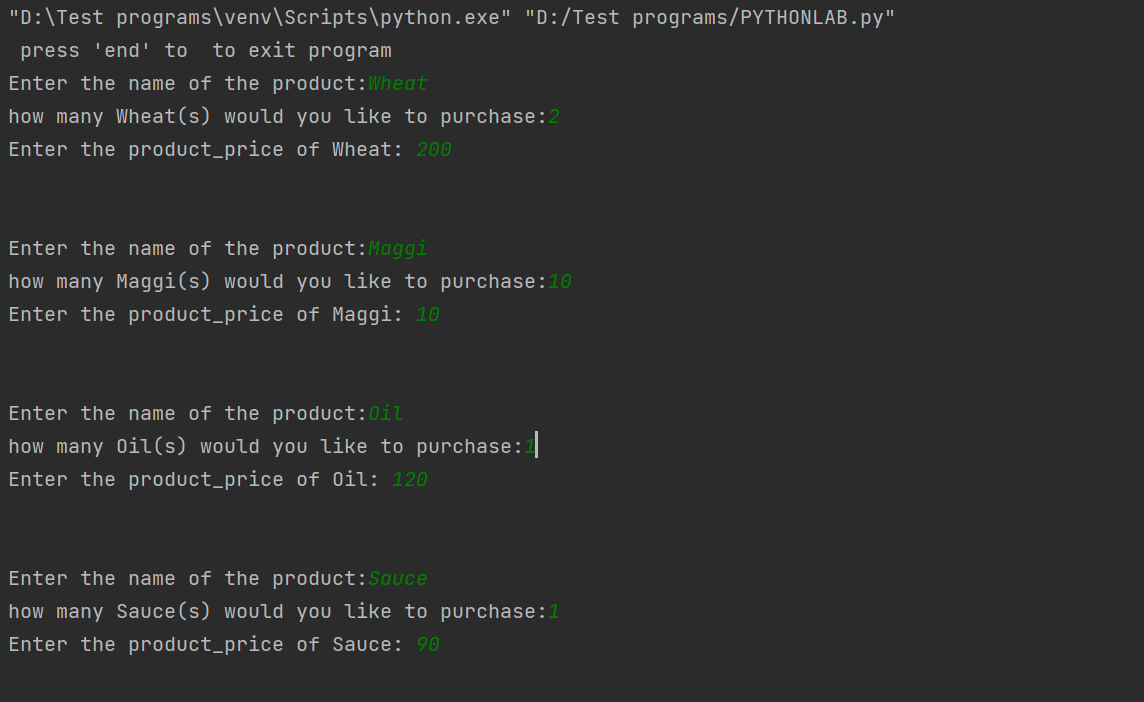 "D:\Test programs\venv\Scripts\python.exe" "D:/Test programs/PYTHONLAB.py"
 press 'end' to  to exit program
Enter the name of the product:Wheat
how many Wheat(s) would you like to purchase:2
Enter the product_price of Wheat: 200
Enter the name of the product:Maggi
how many Maggi(s) would you like to purchase:10
Enter the product_price of Maggi: 10
Enter the name of the product:Oil
how many Oil(s) would you like to purchase:1
Enter the product_price of Oil: 120
Enter the name of the product:Sauce
how many Sauce(s) would you like to purchase:1
Enter the product_price of Sauce: 90